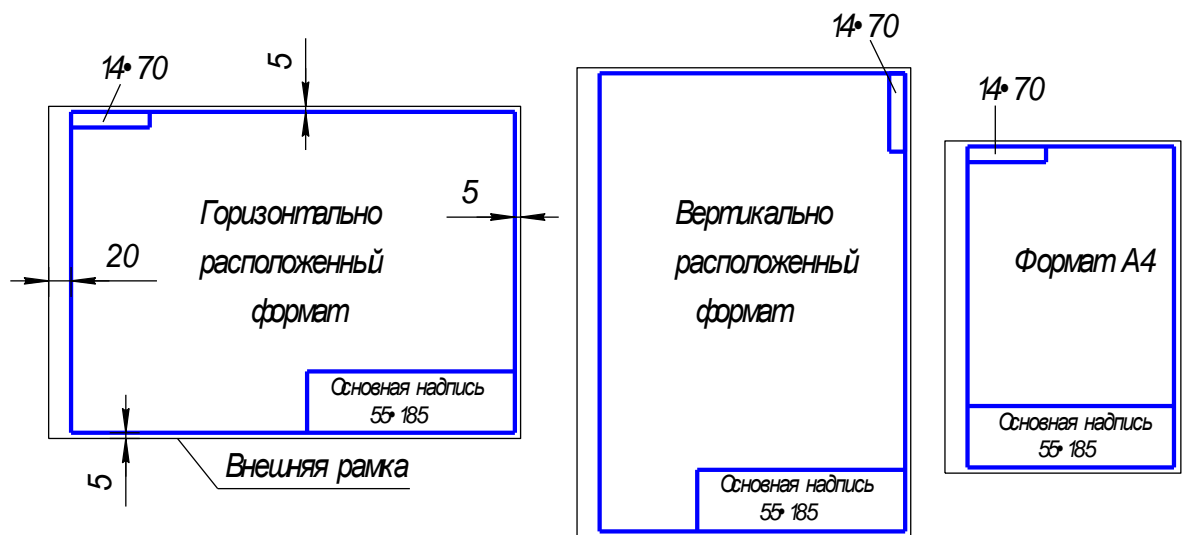 14•70
5
Горизонтально
расположенный
формат
5
20
Основная надпись
55•185
Внешняя рамка
5
14•70
Вертикально
расположенный
формат
Основная надпись
55•185
14•70
Формат А4
Основная надпись
55•185